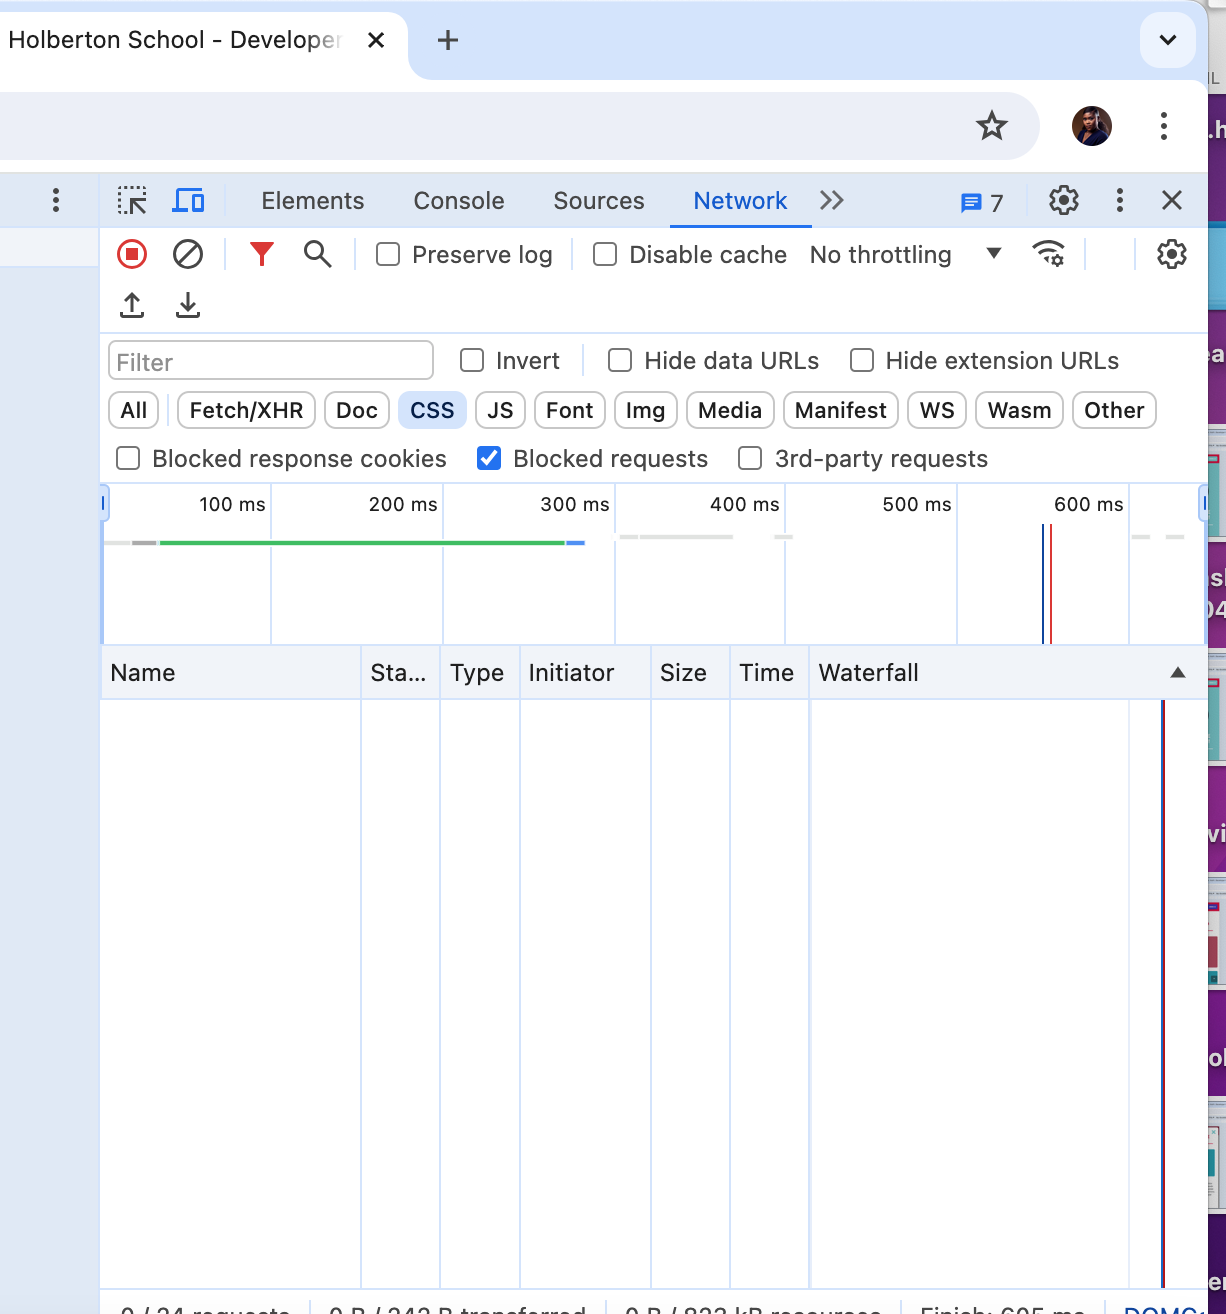 Holberton School - Developer
Elements Console Sources Network 7
Preserve log Disable cache No throttling
Filter Invert Hide data URLs Hide extension URLs
All Fetch/XHR Doc CSS JS Font Img Media Manifest WS Wasm Other
Blocked response cookies Blocked requests 3rd-party requests
100 ms 200 ms 300 ms 400 ms 500 ms 600 ms
Name Sta... Type Initiator Size Time Waterfall